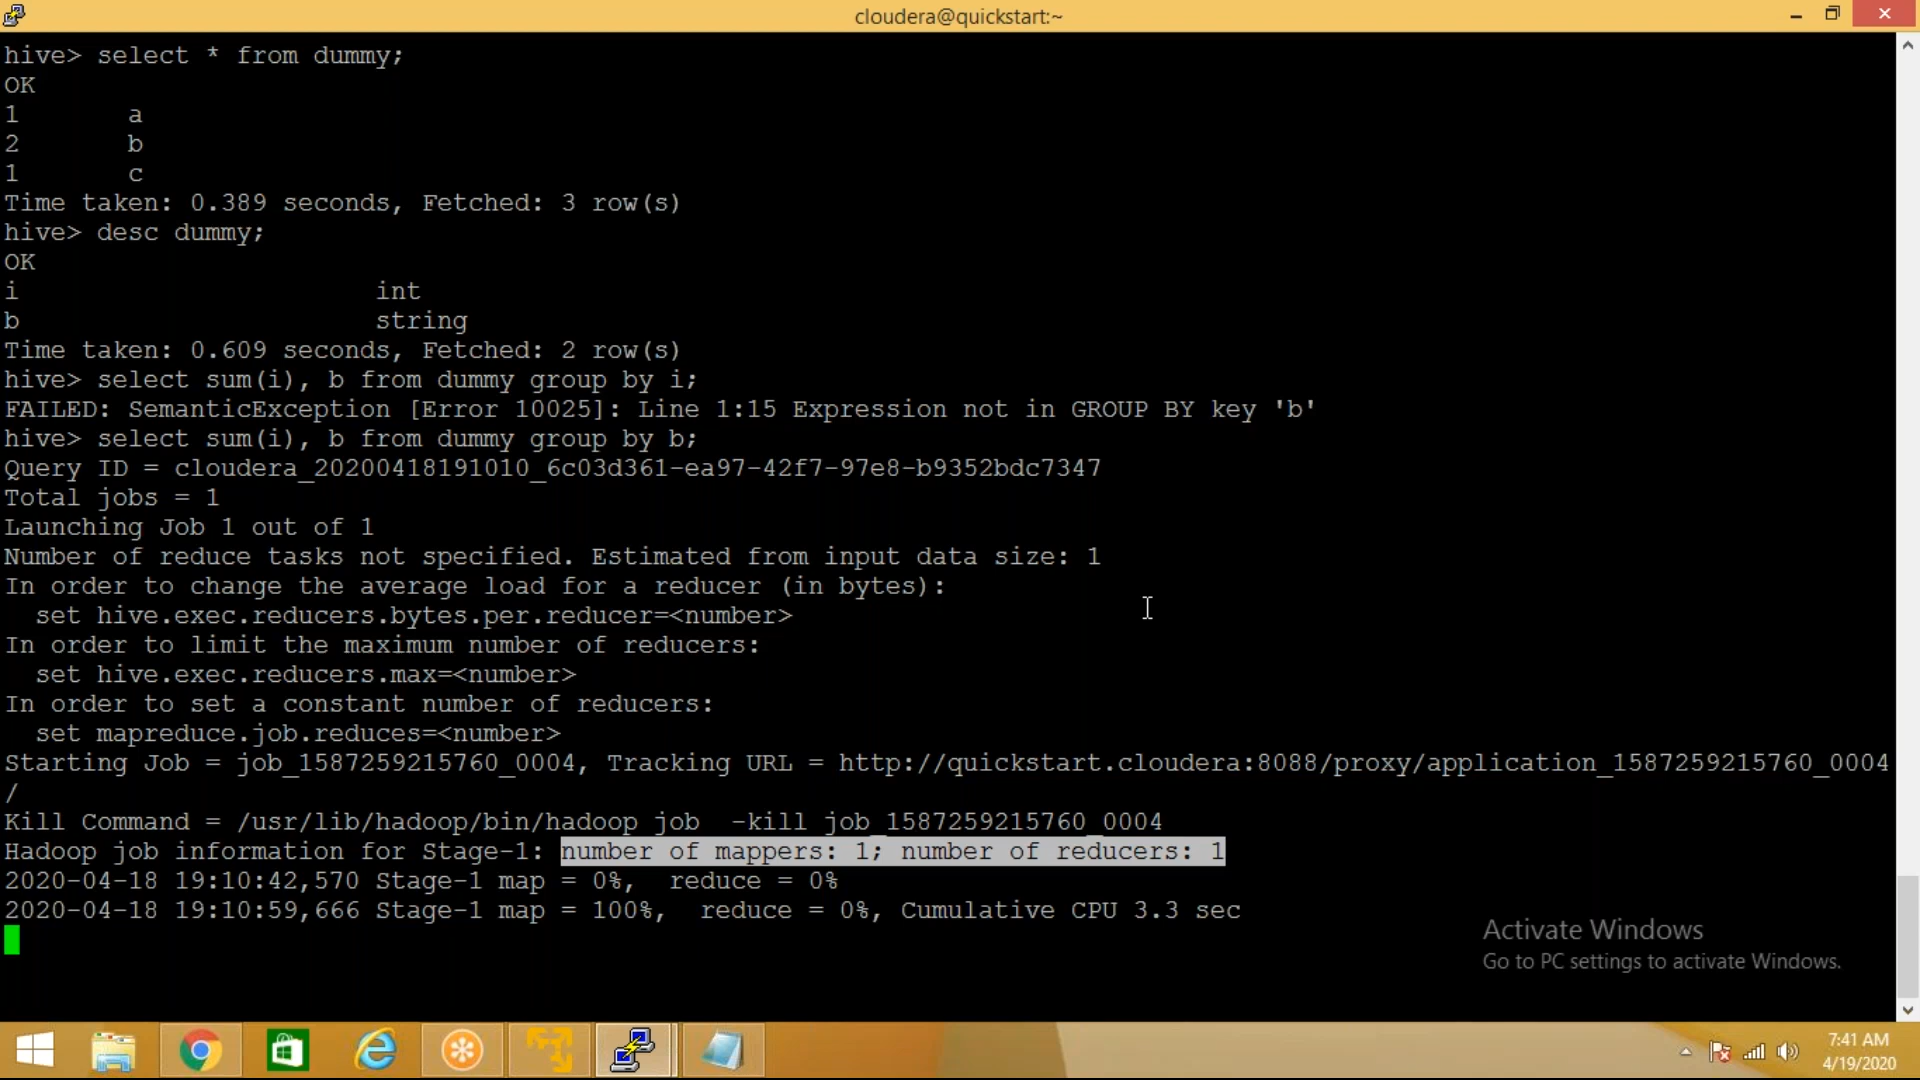 cloudera@quickstart:~
hive> select * from dummy;
OK
1 a
2 b
1 c
Time taken: 0.389 seconds, Fetched: 3 row(s)
hive> desc dummy;
OK
i int
b string
Time taken: 0.609 seconds, Fetched: 2 row(s)
hive> select sum(i), b from dummy group by i;
FAILED: SemanticException [Error 10025]: Line 1:15 Expression not in GROUP BY key 'b'
hive> select sum(i), b from dummy group by b;
Query ID = cloudera_20200418191010_6c03d361-ea97-42f7-97e8-b9352bdc7347
Total jobs = 1
Launching Job 1 out of 1
Number of reduce tasks not specified. Estimated from input data size: 1
In order to change the average load for a reducer (in bytes):
  set hive.exec.reducers.bytes.per.reducer=<number>
In order to limit the maximum number of reducers:
  set hive.exec.reducers.max=<number>
In order to set a constant number of reducers:
  set mapreduce.job.reduces=<number>
Starting Job = job_1587259215760_0004, Tracking URL = http://quickstart.cloudera:8088/proxy/application_1587259215760_0004
/
Kill Command = /usr/lib/hadoop/bin/hadoop job  -kill job_1587259215760_0004
Hadoop job information for Stage-1: number of mappers: 1; number of reducers: 1
2020-04-18 19:10:42,570 Stage-1 map = 0%,  reduce = 0%
2020-04-18 19:10:59,666 Stage-1 map = 100%,  reduce = 0%, Cumulative CPU 3.3 sec
Activate Windows
Go to PC settings to activate Windows.
7:41 AM
4/19/2020